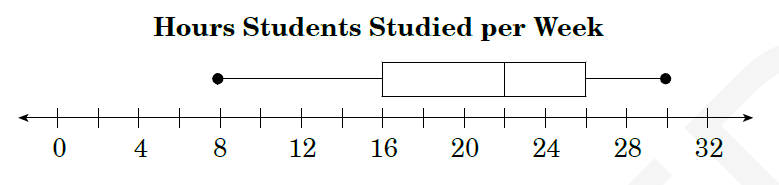 Hours Students Studied per Week
0 4 8 12 16 20 24 28 32